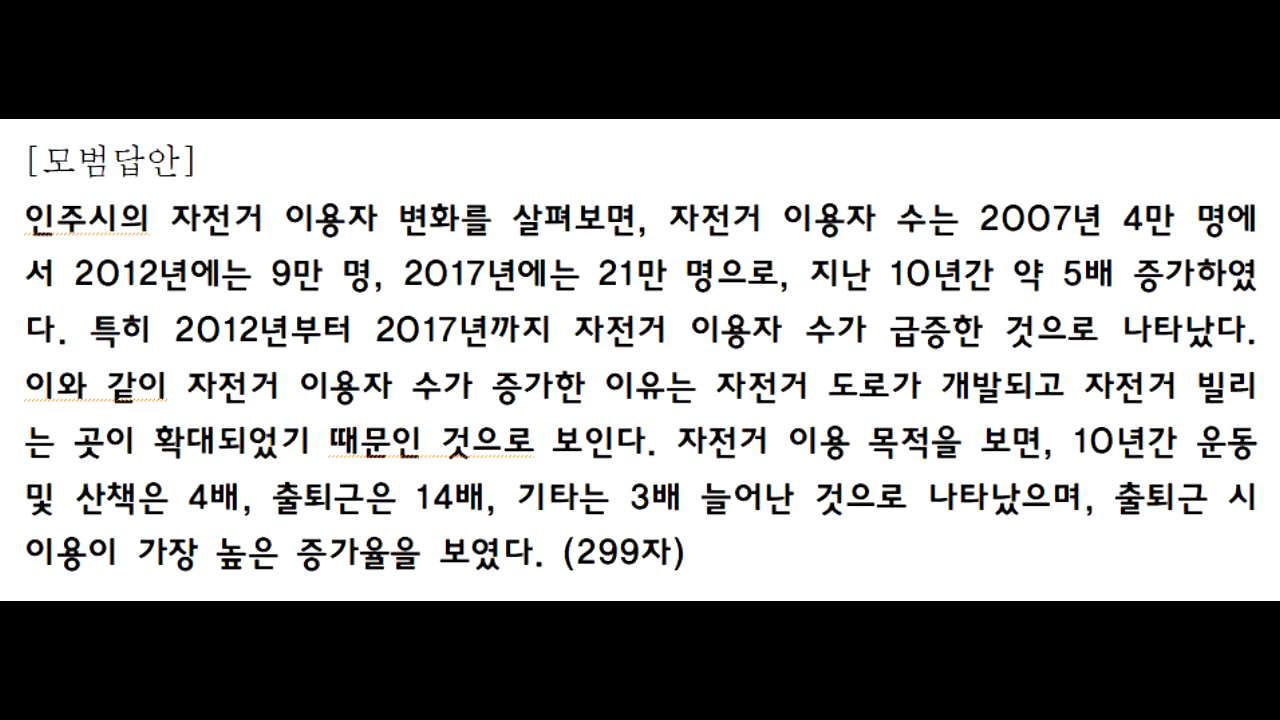 [모범답안]
인주시의 자전거 이용자 변화를 살펴보면, 자전거 이용자 수는 2007년 4만 명에
서 2012년에는 9만 명, 2017년에는 21만 명으로, 지난 10년간 약 5배 증가하였
다. 특히 2012년부터 2017년까지 자전거 이용자 수가 급증한 것으로 나타났다.
이와 같이 자전거 이용자 수가 증가한 이유는 자전거 도로가 개발되고 자전거 빌리
는 곳이 확대되었기 때문인 것으로 보인다. 자전거 이용 목적을 보면, 10년간 운동
및 산책은 4배, 출퇴근은 14배, 기타는 3배 늘어난 것으로 나타났으며, 출퇴근 시
이용이 가장 높은 증가율을 보였다. (299자)